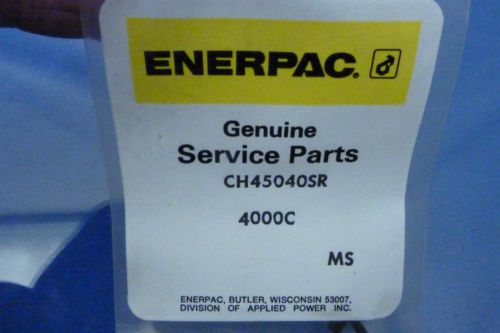 ENERPAC.
Genuine
Service Parts
CH45040SR
4000C
MS
ENERPAC, BUTLER, WISCONSIN 53007,
DIVISION OF APPLIED POWER INC.